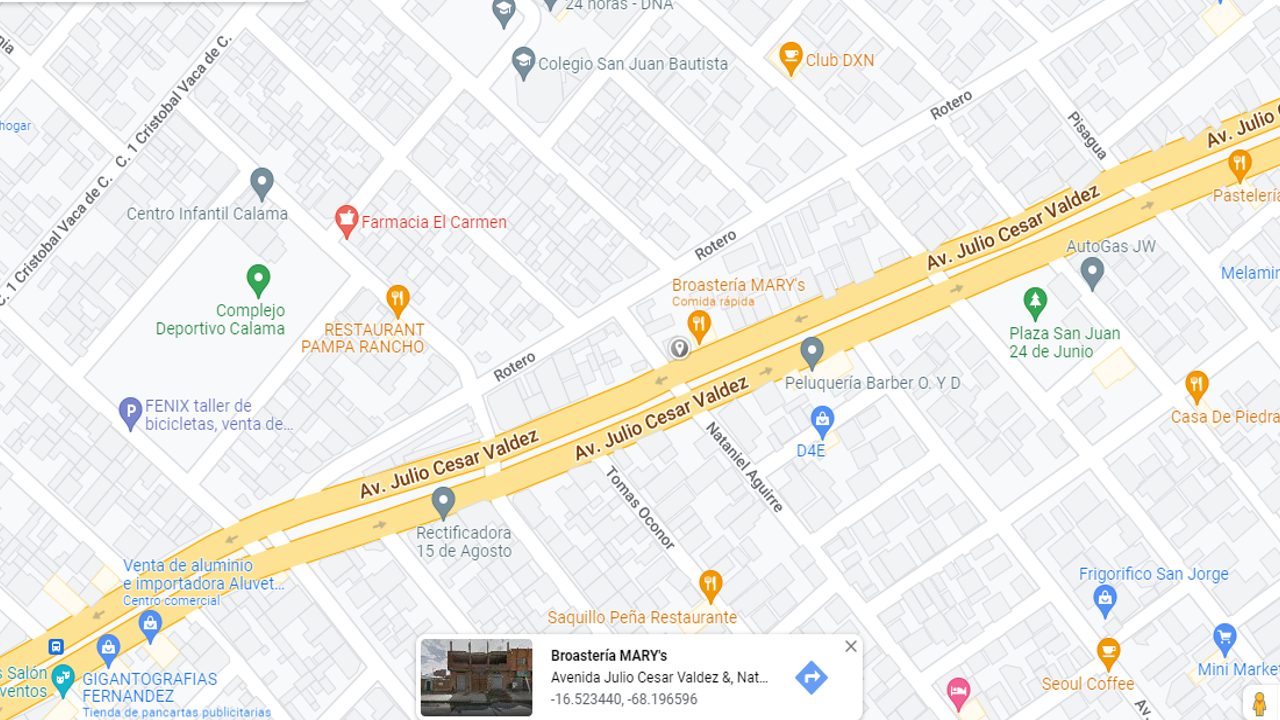 24 horas - DNA
Colegio San Juan Bautista
Club DXN
Rotero
Pisagua
Av. Julio C
C. 1 Cristobal Vaca de C.
C. 1 Cristobal Vaca de C.
hogar
Pastelería
Centro Infantil Calama
Farmacia El Carmen
Av. Julio Cesar Valdez
Rotero
AutoGas JW
Melamin
Broastería MARY's
Comida rápida
Complejo
Deportivo Calama
RESTAURANT
PAMPA RANCHO
Plaza San Juan
24 de Junio
Rotero
Peluquería Barber O. Y D
Av. Julio Cesar Valdez
Casa De Piedra
P
FENIX taller de
bicicletas, venta de...
D4E
Nataniel Aguirre
Av. Julio Cesar Valdez
Tomas Oconor
Rectificadora
15 de Agosto
Venta de aluminio
e importadora Aluvet...
Centro comercial
Frigorifico San Jorge
Saquillo Peña Restaurante
s Salón
ventos
GIGANTOGRAFIAS
FERNANDEZ
Tienda de pancartas publicitarias
Mini Marke
Seoul Coffee
Av.
Broastería MARY's
Avenida Julio Cesar Valdez &, Nat...
-16.523440, -68.196596